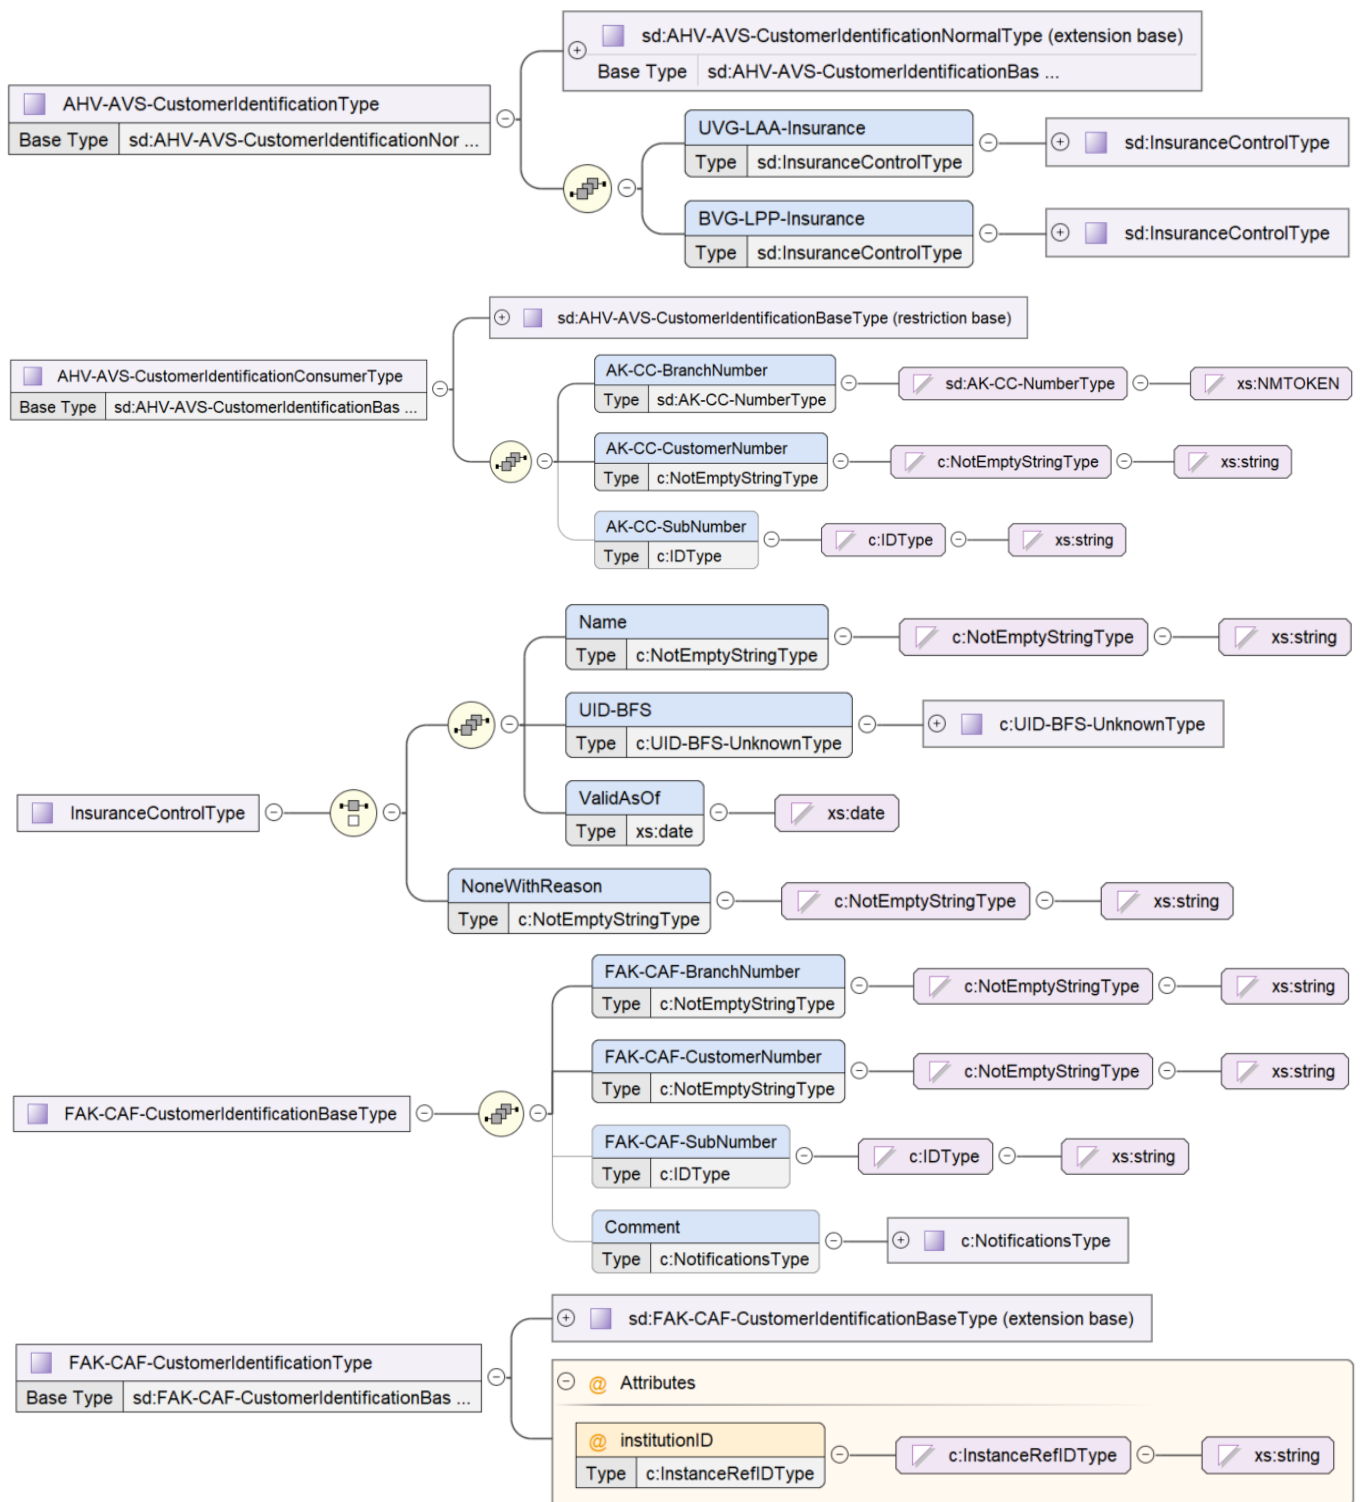 sd:AHV-AVS-CustomerIdentificationNormalType (extension base)
Base Type sd:AHV-AVS-CustomerIdentificationBas ...
AHV-AVS-CustomerIdentificationType
Base Type sd:AHV-AVS-CustomerIdentificationNor ...
UVG-LAA-Insurance
Type sd:InsuranceControlType
sd:InsuranceControlType
BVG-LPP-Insurance
Type sd:InsuranceControlType
sd:InsuranceControlType
sd:AHV-AVS-CustomerIdentificationBaseType (restriction base)
AHV-AVS-CustomerIdentificationConsumerType
Base Type sd:AHV-AVS-CustomerIdentificationBas ...
AK-CC-BranchNumber
Type sd:AK-CC-NumberType
sd:AK-CC-NumberType
xs:NMTOKEN
AK-CC-CustomerNumber
Type c:NotEmptyStringType
c:NotEmptyStringType
xs:string
AK-CC-SubNumber
Type c:IDType
c:IDType
xs:string
Name
Type c:NotEmptyStringType
c:NotEmptyStringType
xs:string
UID-BFS
Type c:UID-BFS-UnknownType
c:UID-BFS-UnknownType
InsuranceControlType
ValidAsOf
Type xs:date
xs:date
NoneWithReason
Type c:NotEmptyStringType
c:NotEmptyStringType
xs:string
FAK-CAF-BranchNumber
Type c:NotEmptyStringType
c:NotEmptyStringType
xs:string
FAK-CAF-CustomerNumber
Type c:NotEmptyStringType
c:NotEmptyStringType
xs:string
FAK-CAF-CustomerIdentificationBaseType
FAK-CAF-SubNumber
Type c:IDType
c:IDType
xs:string
Comment
Type c:NotificationsType
c:NotificationsType
sd:FAK-CAF-CustomerIdentificationBaseType (extension base)
FAK-CAF-CustomerIdentificationType
Base Type sd:FAK-CAF-CustomerIdentificationBas ...
@ Attributes
@ institutionID
Type c:InstanceRefIDType
c:InstanceRefIDType
xs:string